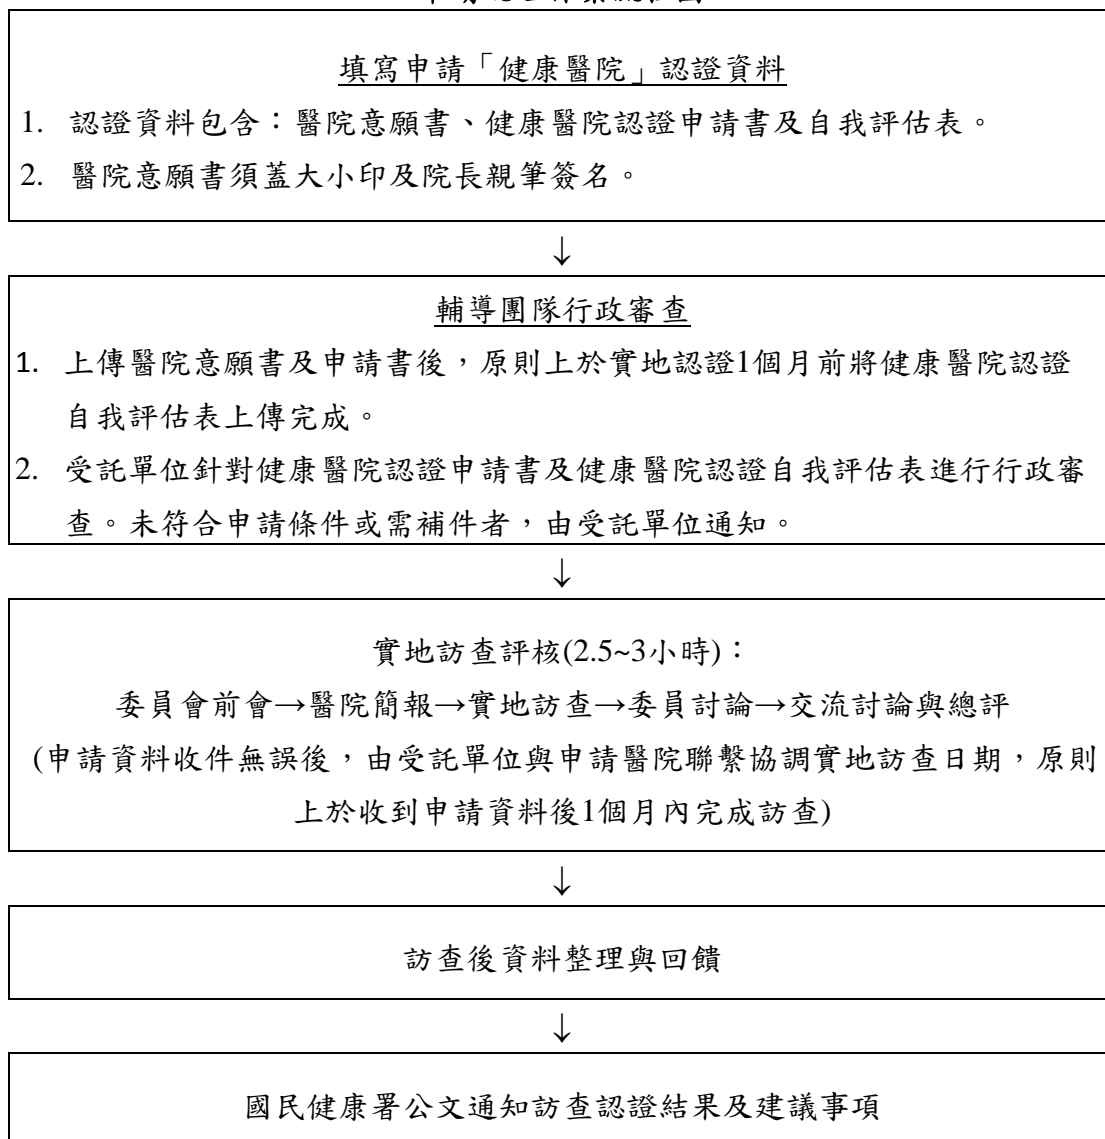 填寫申請「健康醫院」認證資料
1. 認證資料包含：醫院意願書、健康醫院認證申請書及自我評估表。
2. 醫院意願書須蓋大小印及院長親筆簽名。
↓
輔導團隊行政審查
1. 上傳醫院意願書及申請書後，原則上於實地認證1個月前將健康醫院認證
自我評估表上傳完成。
2. 受託單位針對健康醫院認證申請書及健康醫院認證自我評估表進行行政審
查。未符合申請條件或需補件者，由受託單位通知。
↓
實地訪查評核(2.5~3小時)：
委員會前會→醫院簡報→實地訪查→委員討論→交流討論與總評
(申請資料收件無誤後，由受託單位與申請醫院聯繫協調實地訪查日期，原則
上於收到申請資料後1個月內完成訪查)
↓
訪查後資料整理與回饋
↓
國民健康署公文通知訪查認證結果及建議事項